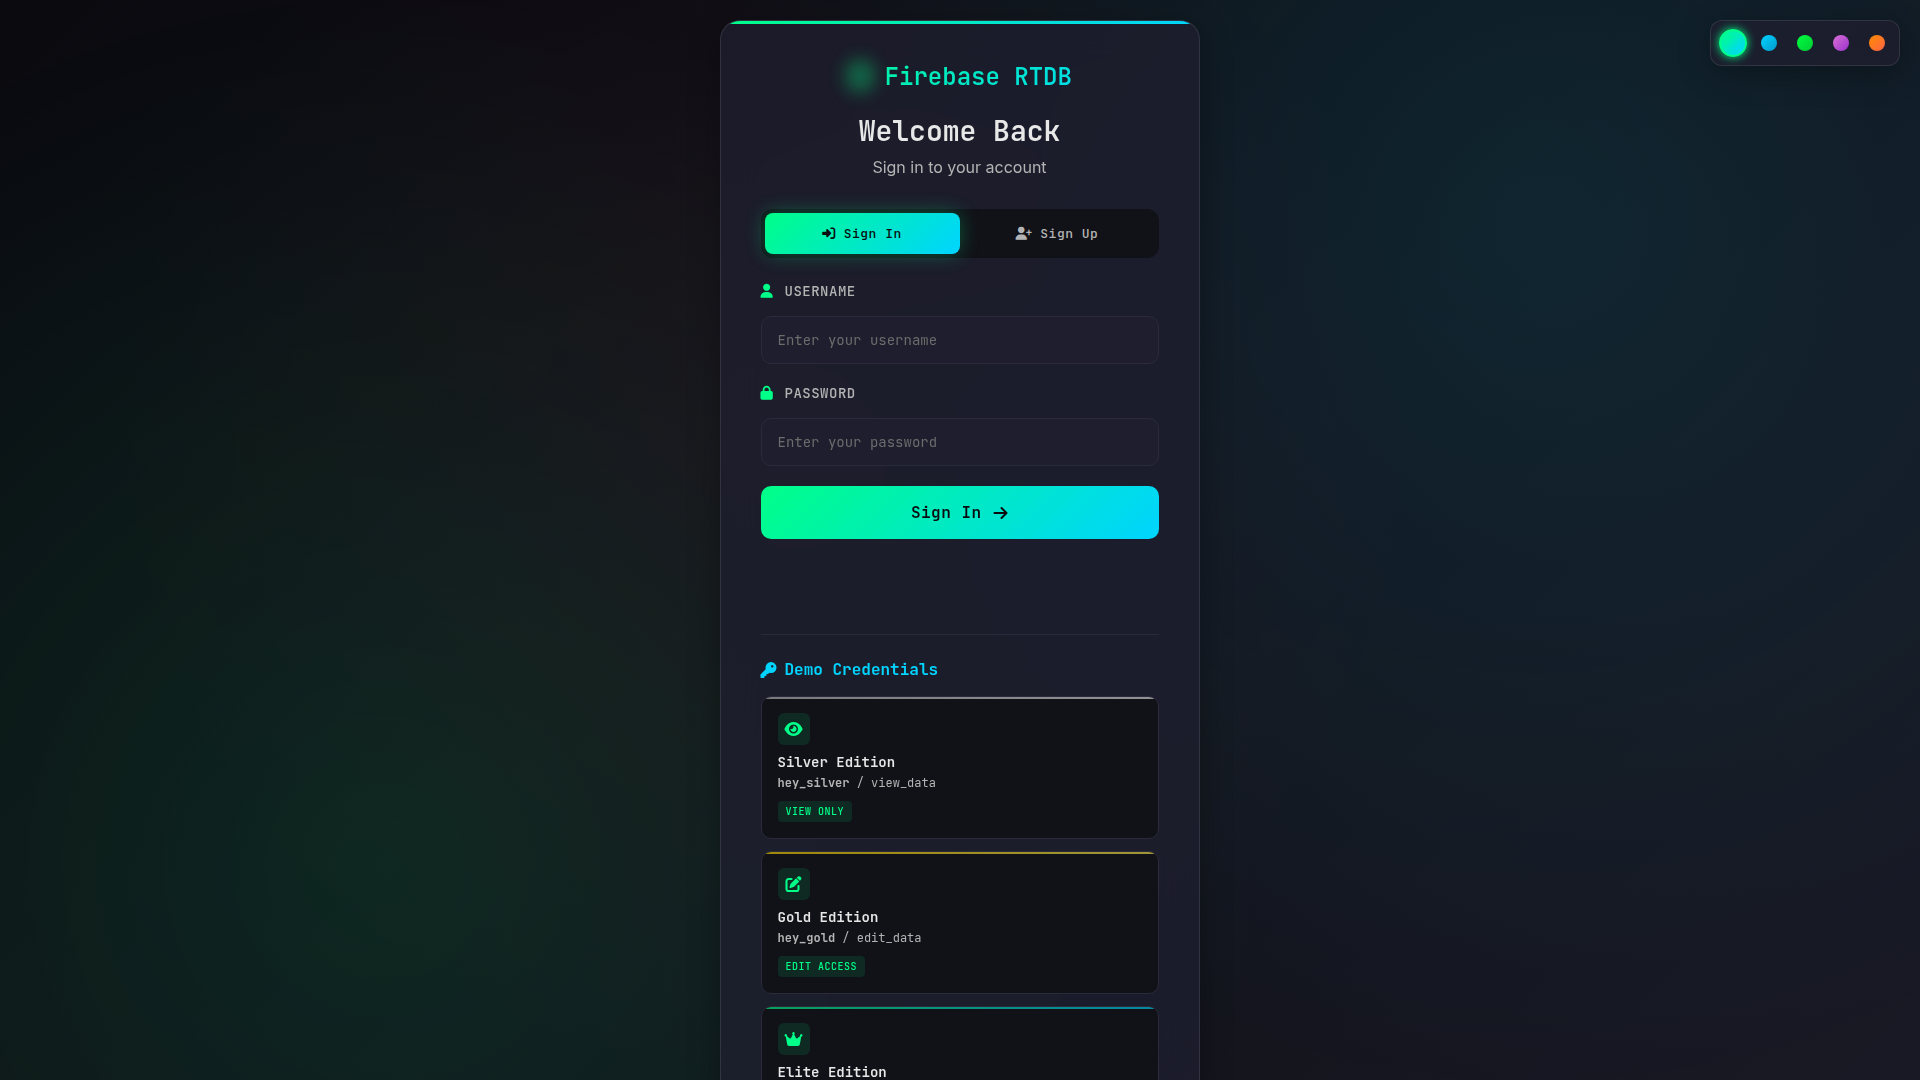 Firebase RTDB
Welcome Back
Sign in to your account
Sign In
Sign Up
USERNAME
Enter your username
PASSWORD
Enter your password
Sign In
Demo Credentials
Silver Edition
hey_silver / view_data
VIEW ONLY
Gold Edition
hey_gold / edit_data
EDIT ACCESS
Elite Edition